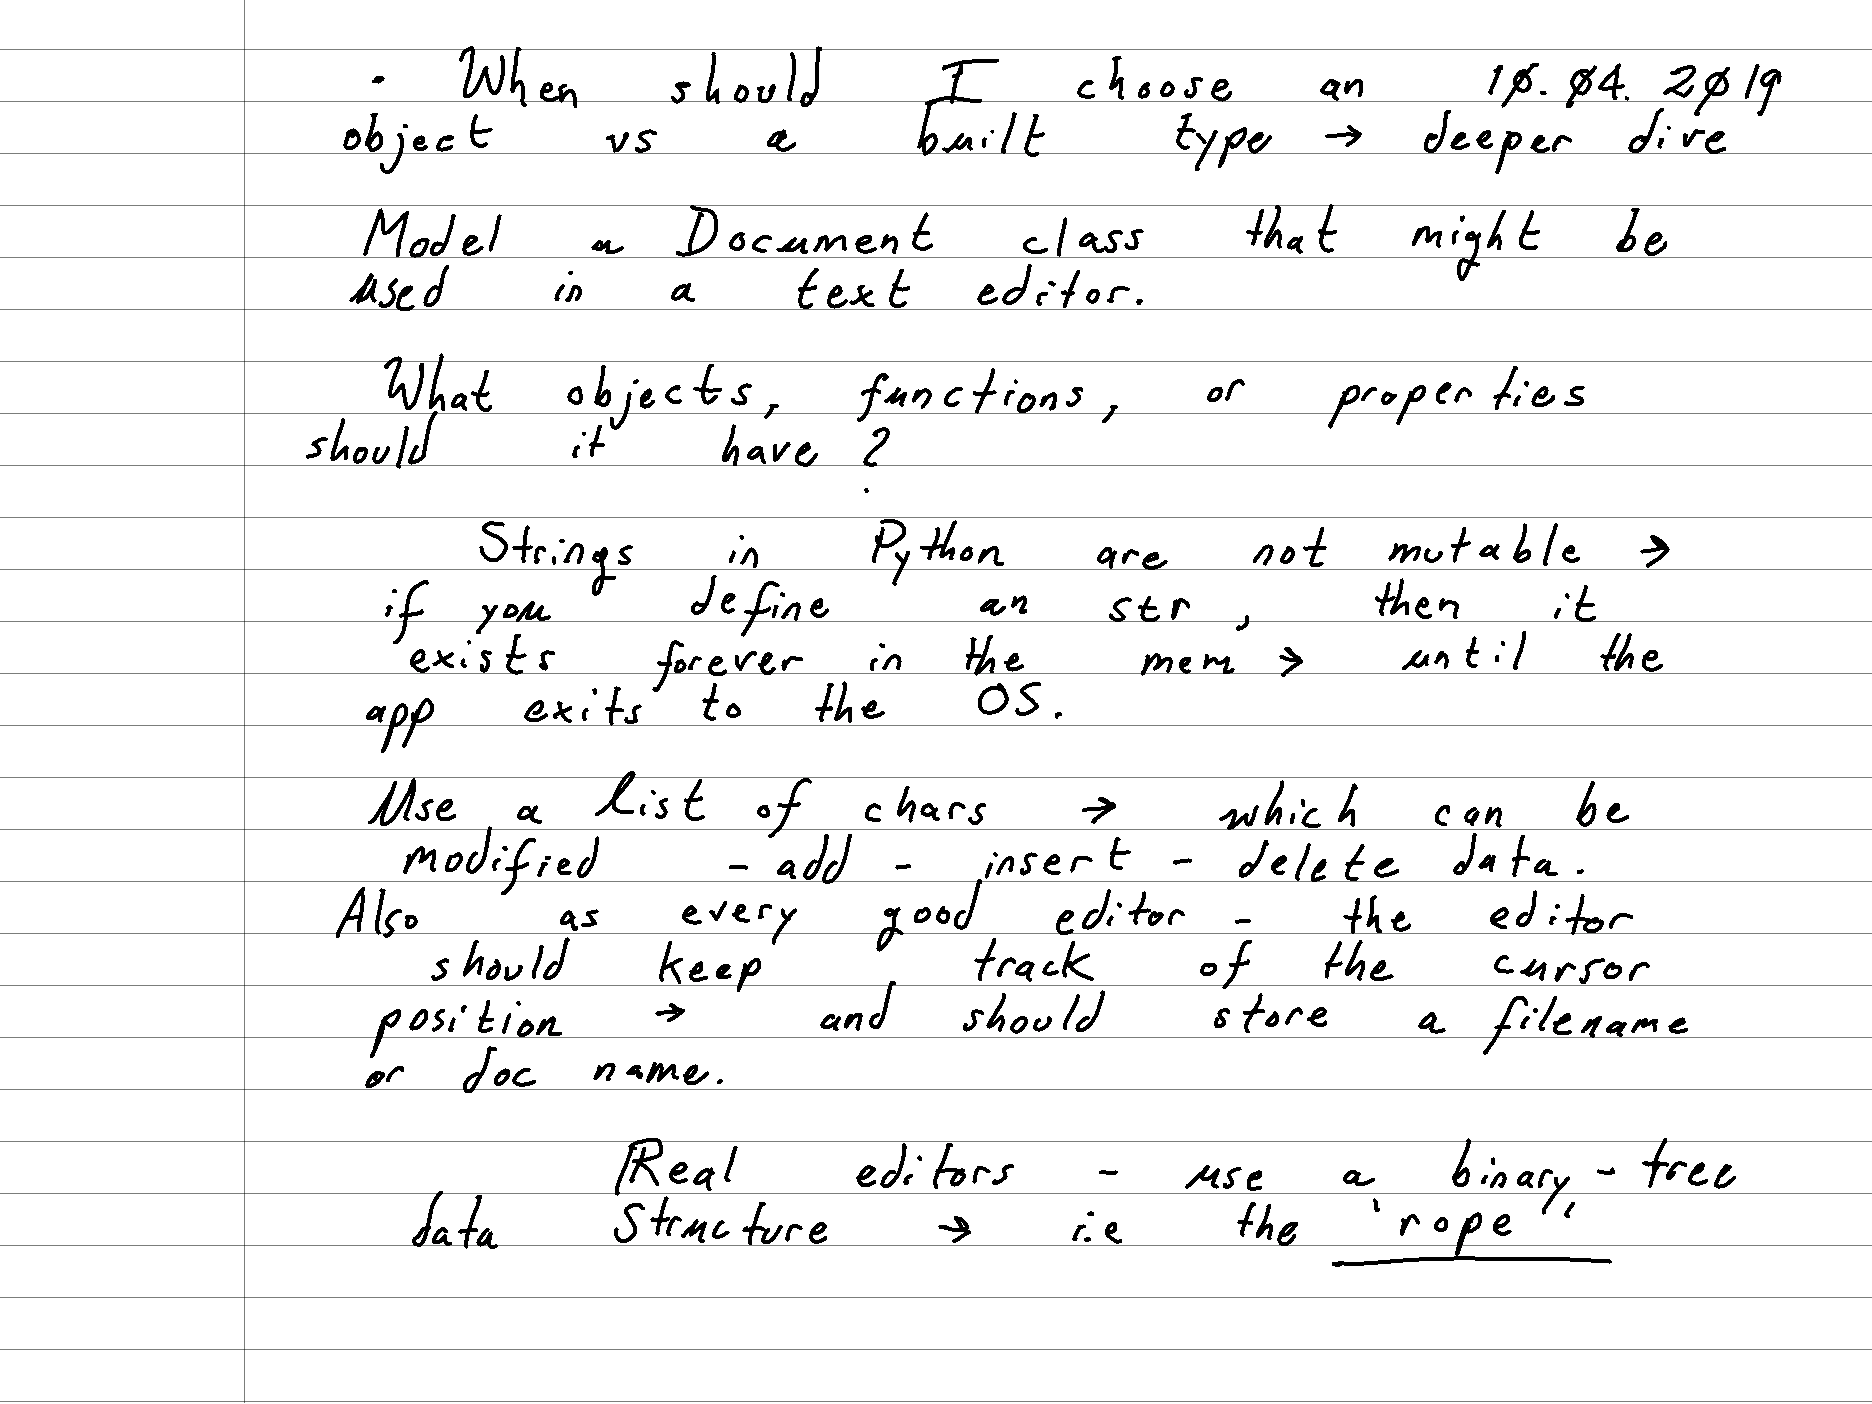 · When should I choose an 10.04.2019
object vs a built type → deeper dive
Model a Document class that might be
used in a text editor.
What objects, functions, or properties
should it have?
Strings in Python are not mutable →
if you define an str, then it
exists forever in the mem → until the
app exits to the OS.
Use a list of chars → which can be
modified - add - insert - delete data.
Also as every good editor - the editor
should keep track of the cursor
position → and should store a filename
or doc name.
Real editors - use a binary-tree
data structure → i.e the 'rope"